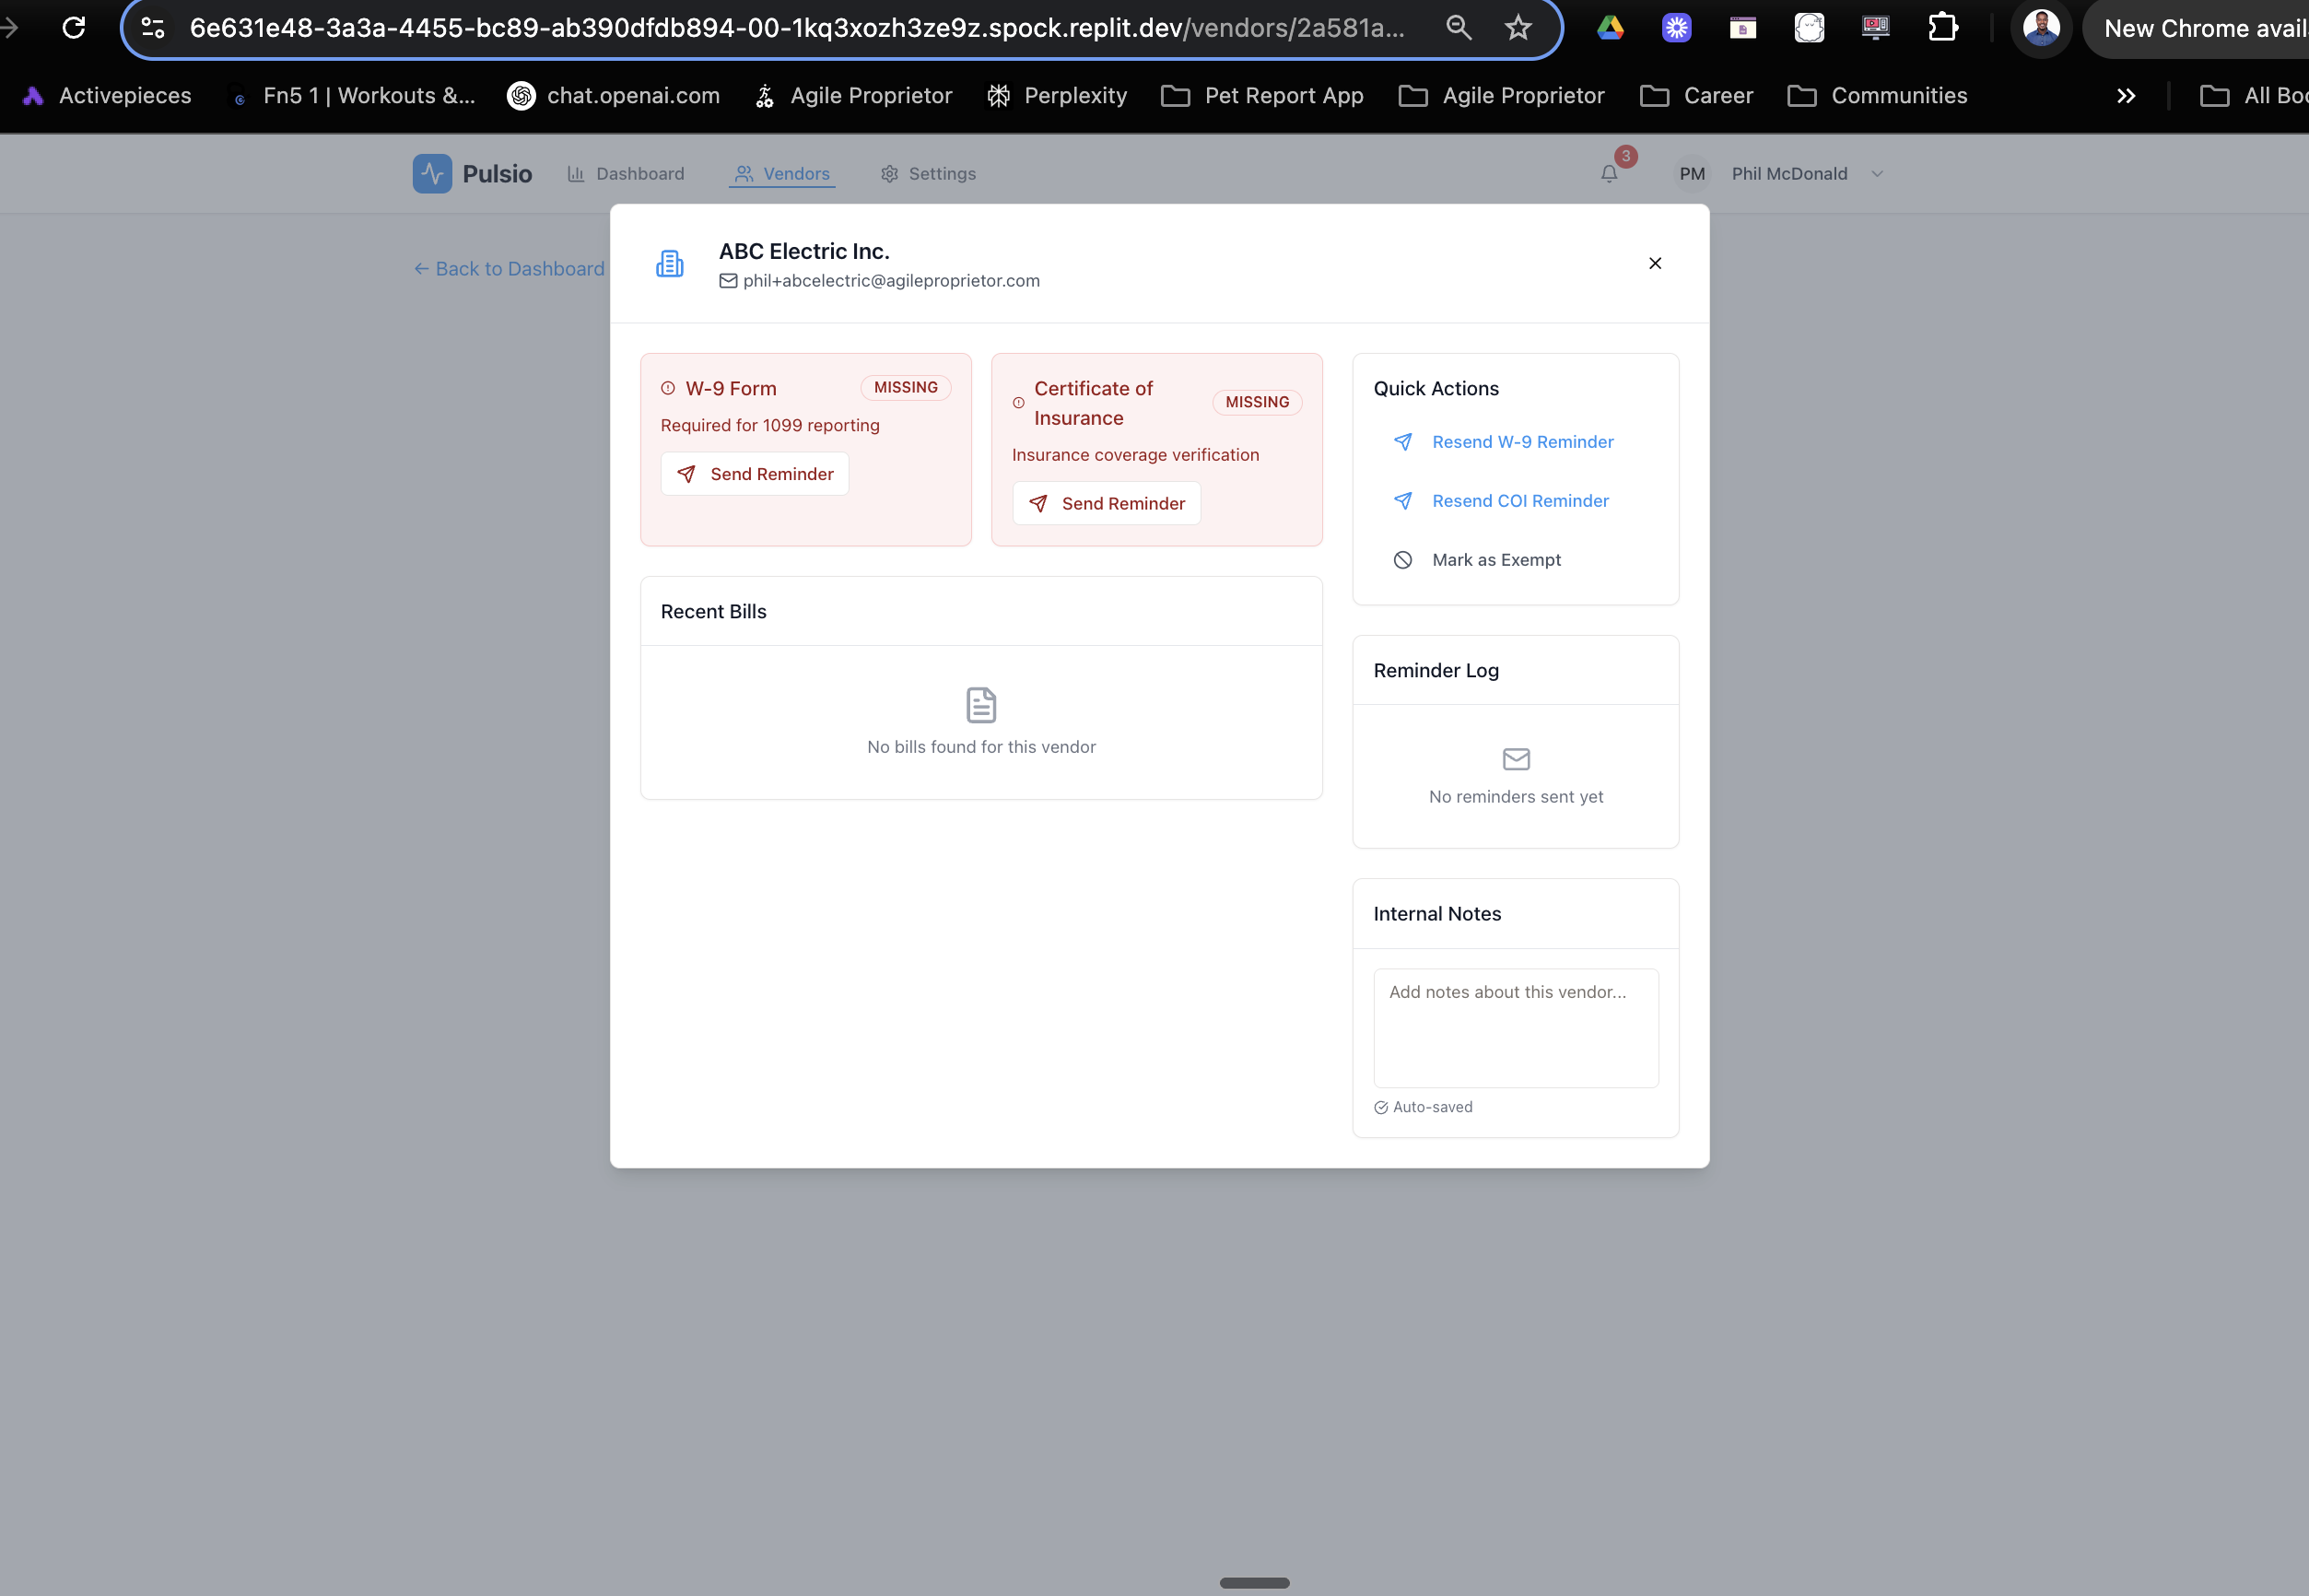 6e631e48-3a3a-4455-bc89-ab390dfdb894-00-1kq3xozh3ze9z.spock.replit.dev/vendors/2a581a...
New Chrome avail
Activepieces
Fn5 1 | Workouts &...
chat.openai.com
Agile Proprietor
Perplexity
Pet Report App
Agile Proprietor
Career
Communities
All Boo
Pulsio
Dashboard
Vendors
Settings
3
PM
Phil McDonald
← Back to Dashboard
ABC Electric Inc.
phil+abcelectric@agileproprietor.com
W-9 Form
MISSING
Required for 1099 reporting
Send Reminder
Certificate of
Insurance
MISSING
Insurance coverage verification
Send Reminder
Quick Actions
Resend W-9 Reminder
Resend COI Reminder
Mark as Exempt
Recent Bills
No bills found for this vendor
Reminder Log
No reminders sent yet
Internal Notes
Add notes about this vendor...
Auto-saved